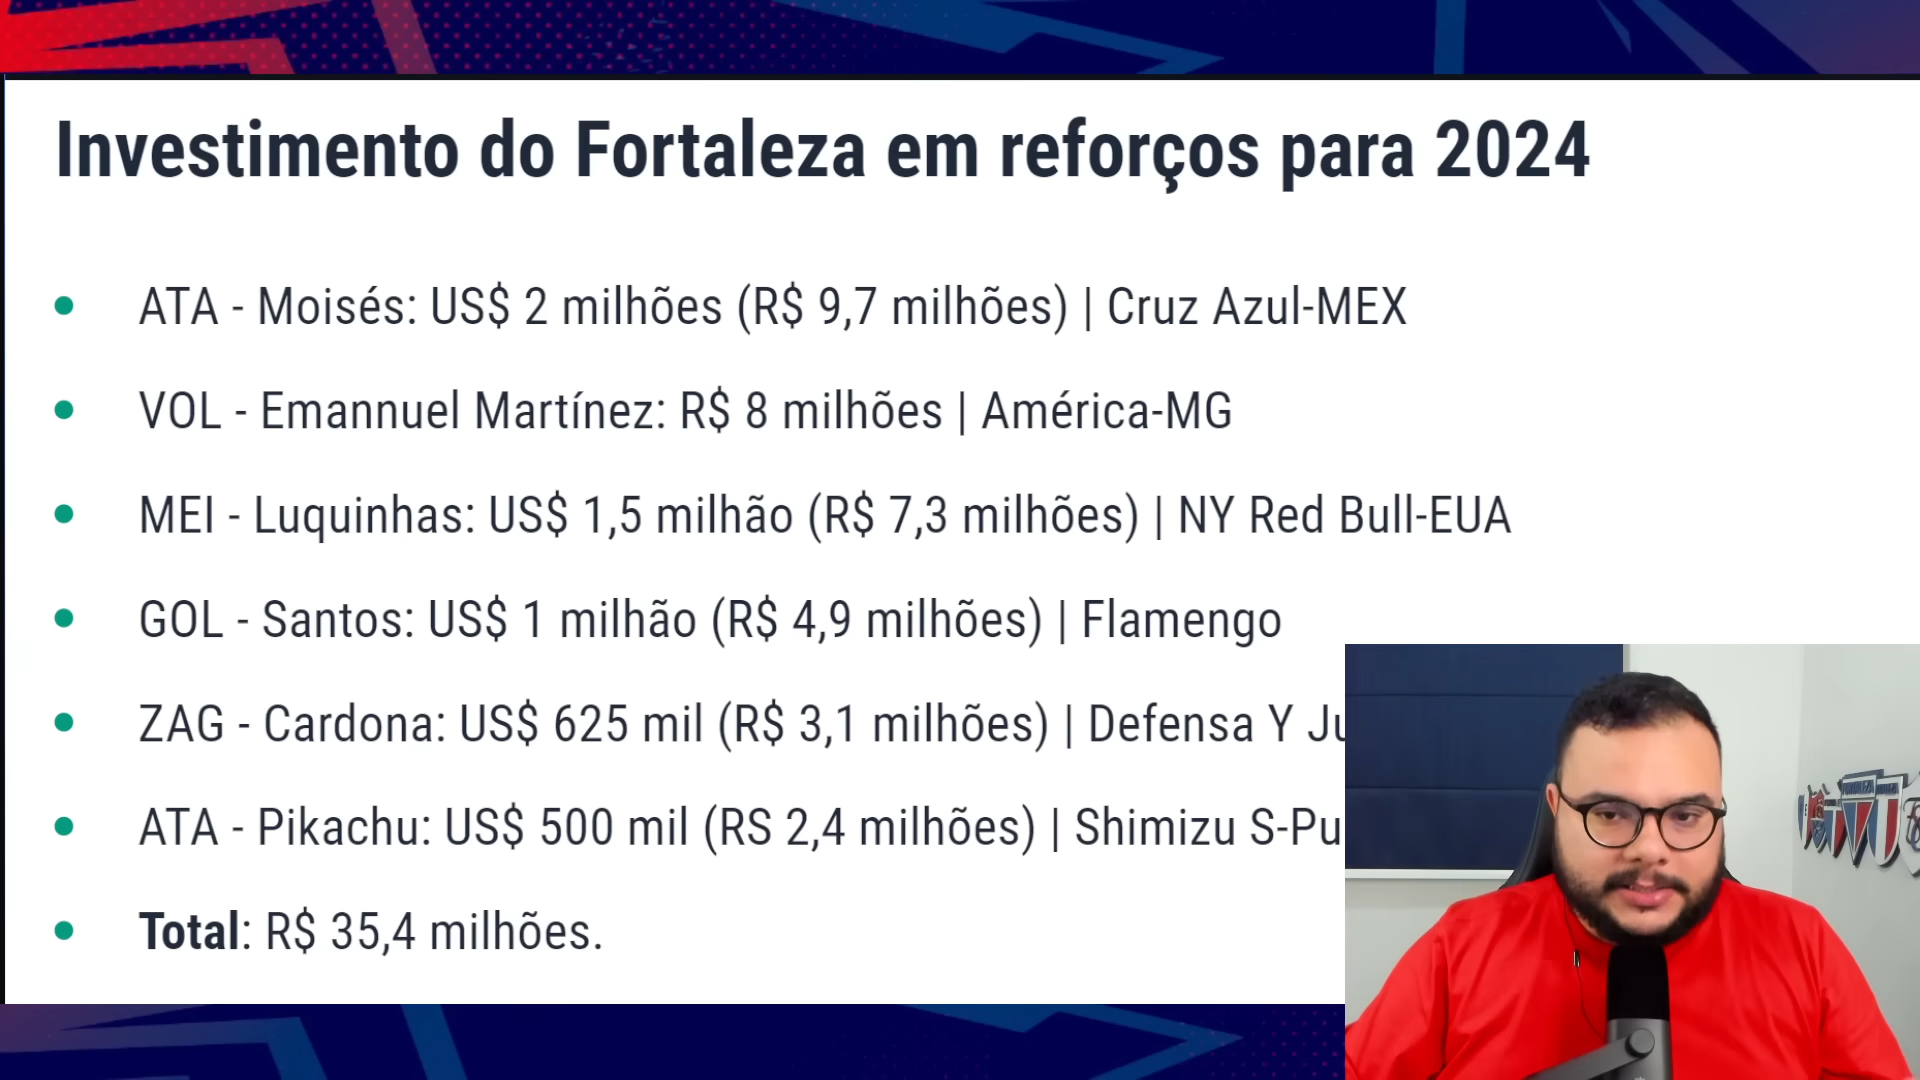 Investimento do Fortaleza em reforços para 2024
ATA - Moisés: US$ 2 milhões (R$ 9,7 milhões) | Cruz Azul-MEX
VOL - Emannuel Martínez: R$ 8 milhões | América-MG
MEI - Luquinhas: US$ 1,5 milhão (R$ 7,3 milhões) | NY Red Bull-EUA
GOL - Santos: US$ 1 milhão (R$ 4,9 milhões) | Flamengo
ZAG - Cardona: US$ 625 mil (R$ 3,1 milhões) | Defensa Y Ju
ATA - Pikachu: US$ 500 mil (RS 2,4 milhões) | Shimizu S-Pu
Total: R$ 35,4 milhões.